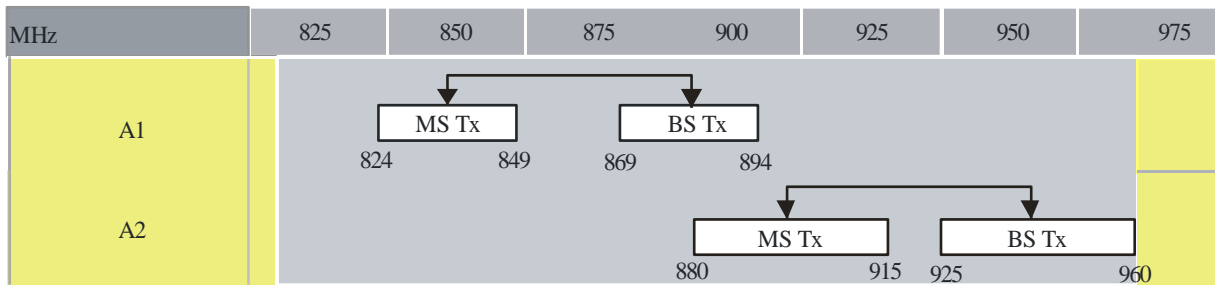 MHz 825 850 875 900 925 950 975
A1 MS Tx BS Tx
824 849 869 894
A2 MS Tx BS Tx
880 915 925 960